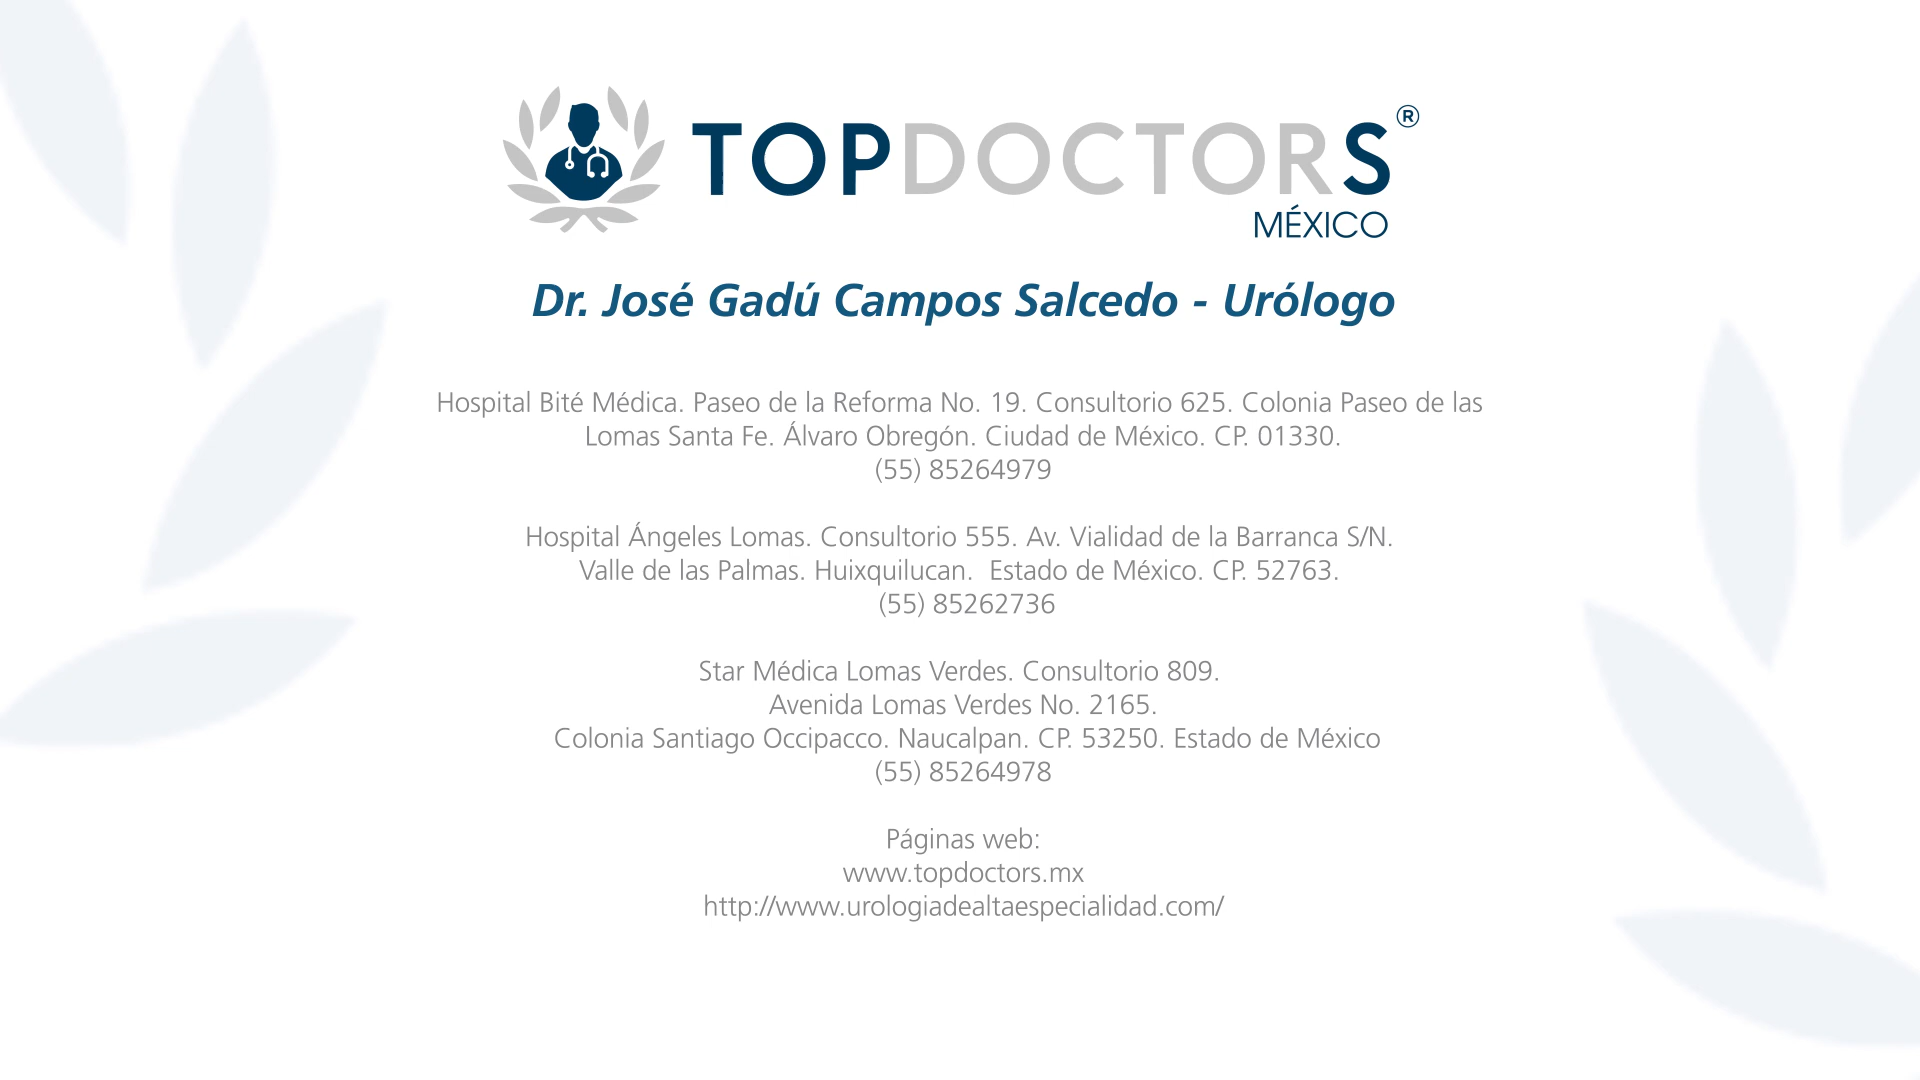 TOPDOCTORS®
MÉXICO
Dr. José Gadú Campos Salcedo - Urólogo
Hospital Bité Médica. Paseo de la Reforma No. 19. Consultorio 625. Colonia Paseo de las
Lomas Santa Fe. Álvaro Obregón. Ciudad de México. CP. 01330.
(55) 85264979
Hospital Ángeles Lomas. Consultorio 555. Av. Vialidad de la Barranca S/N.
Valle de las Palmas. Huixquilucan.  Estado de México. CP. 52763.
(55) 85262736
Star Médica Lomas Verdes. Consultorio 809.
Avenida Lomas Verdes No. 2165.
Colonia Santiago Occipacco. Naucalpan. CP. 53250. Estado de México
(55) 85264978
Páginas web:
www.topdoctors.mx
http://www.urologiadealtaespecialidad.com/